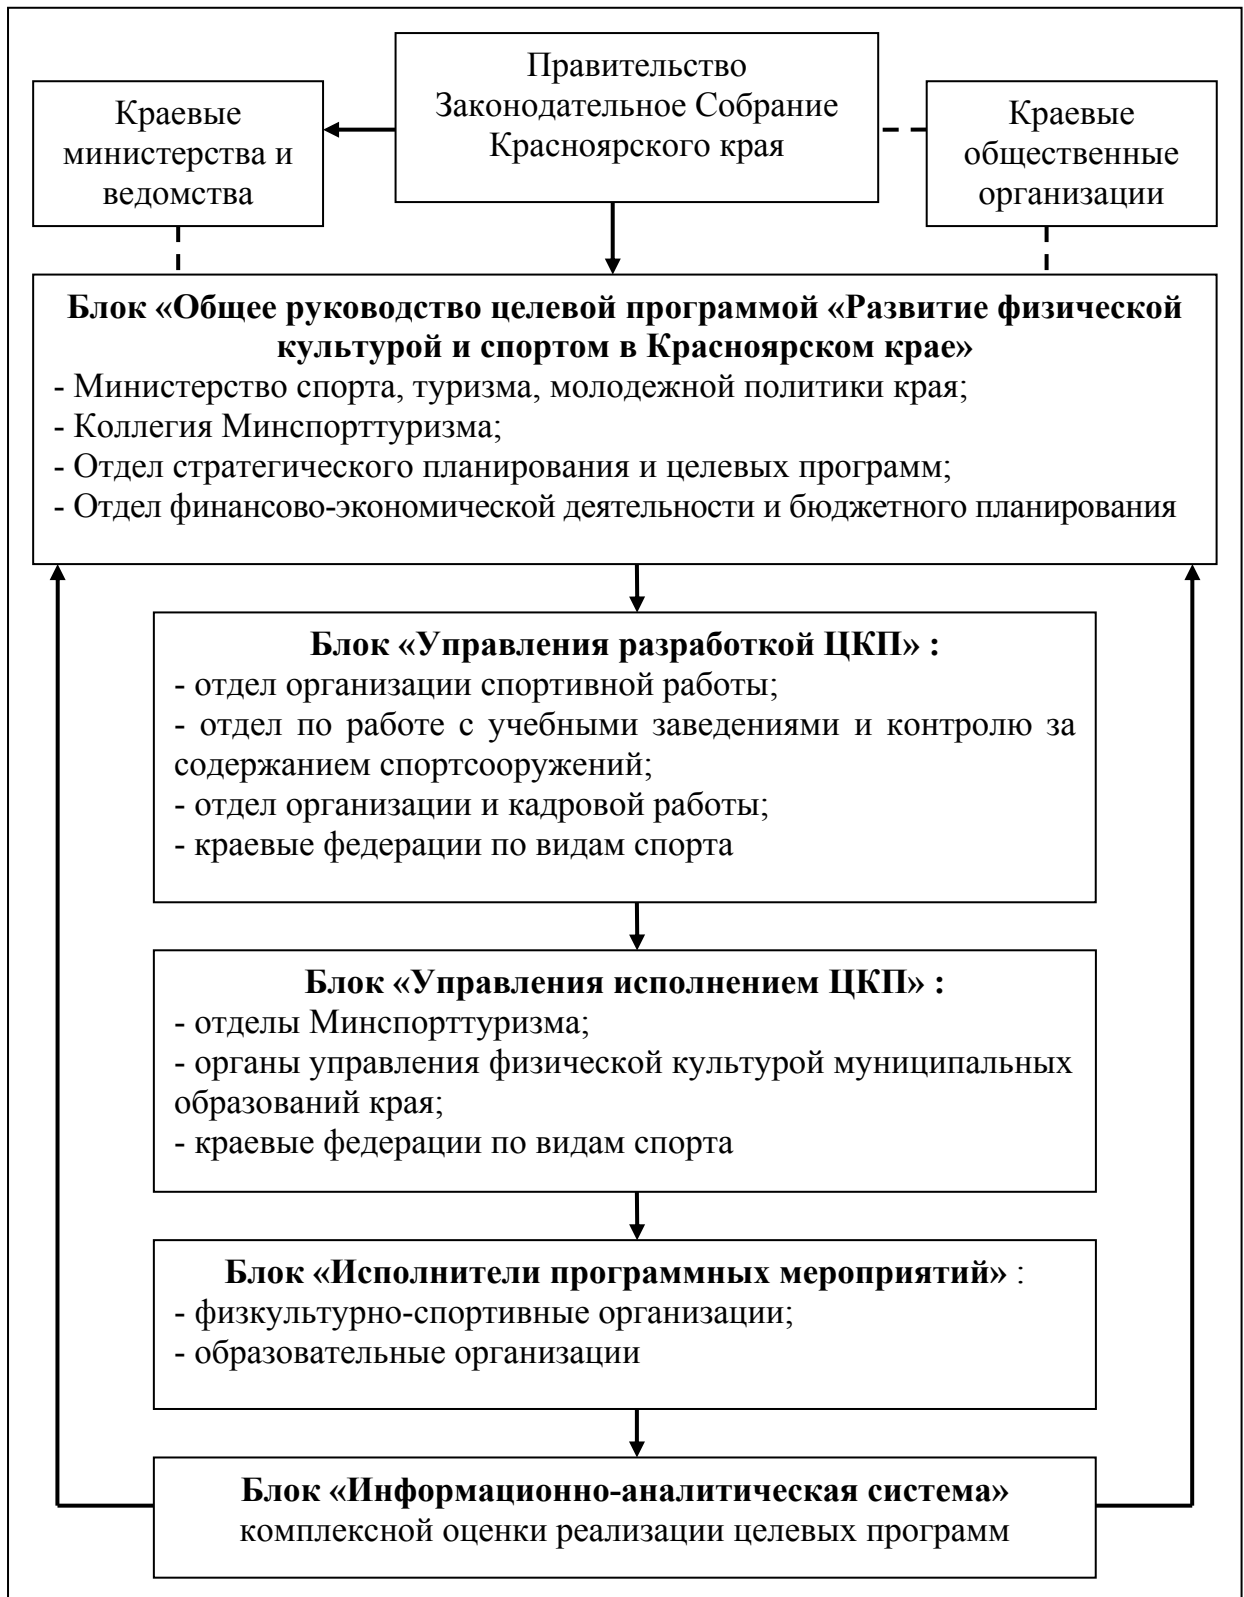 Правительство
Законодательное Собрание
Красноярского края
Краевые
министерства и
ведомства
Краевые
общественные
организации
Блок «Общее руководство целевой программой «Развитие физической
культурой и спортом в Красноярском крае»
- Министерство спорта, туризма, молодежной политики края;
- Коллегия Минспорттуризма;
- Отдел стратегического планирования и целевых программ;
- Отдел финансово-экономической деятельности и бюджетного планирования
Блок «Управления разработкой ЦКП» :
- отдел организации спортивной работы;
- отдел по работе с учебными заведениями и контролю за
содержанием спортсооружений;
- отдел организации и кадровой работы;
- краевые федерации по видам спорта
Блок «Управления исполнением ЦКП» :
- отделы Минспорттуризма;
- органы управления физической культурой муниципальных
образований края;
- краевые федерации по видам спорта
Блок «Исполнители программных мероприятий» :
- физкультурно-спортивные организации;
- образовательные организации
Блок «Информационно-аналитическая система»
комплексной оценки реализации целевых программ